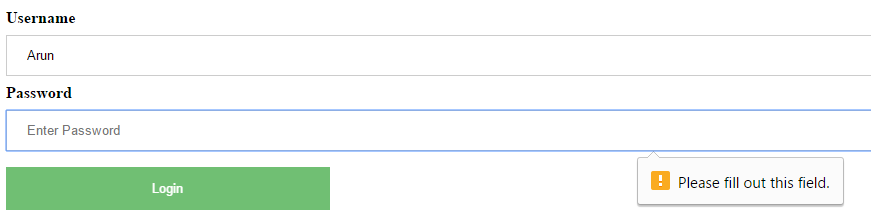 Username
Arun
Password
Enter Password
Login
Please fill out this field.